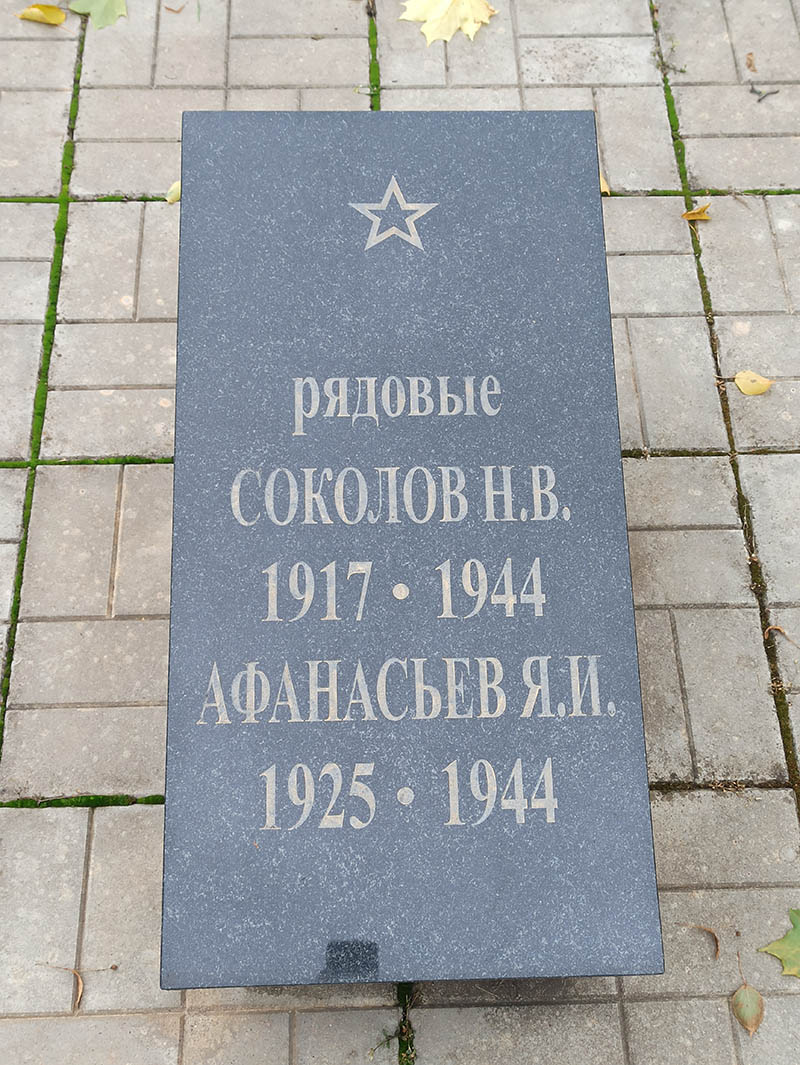 рядовые
СОКОЛОВ Н.В.
1917 • 1944
АФАНАСЬЕВ Я.И.
1925 • 1944